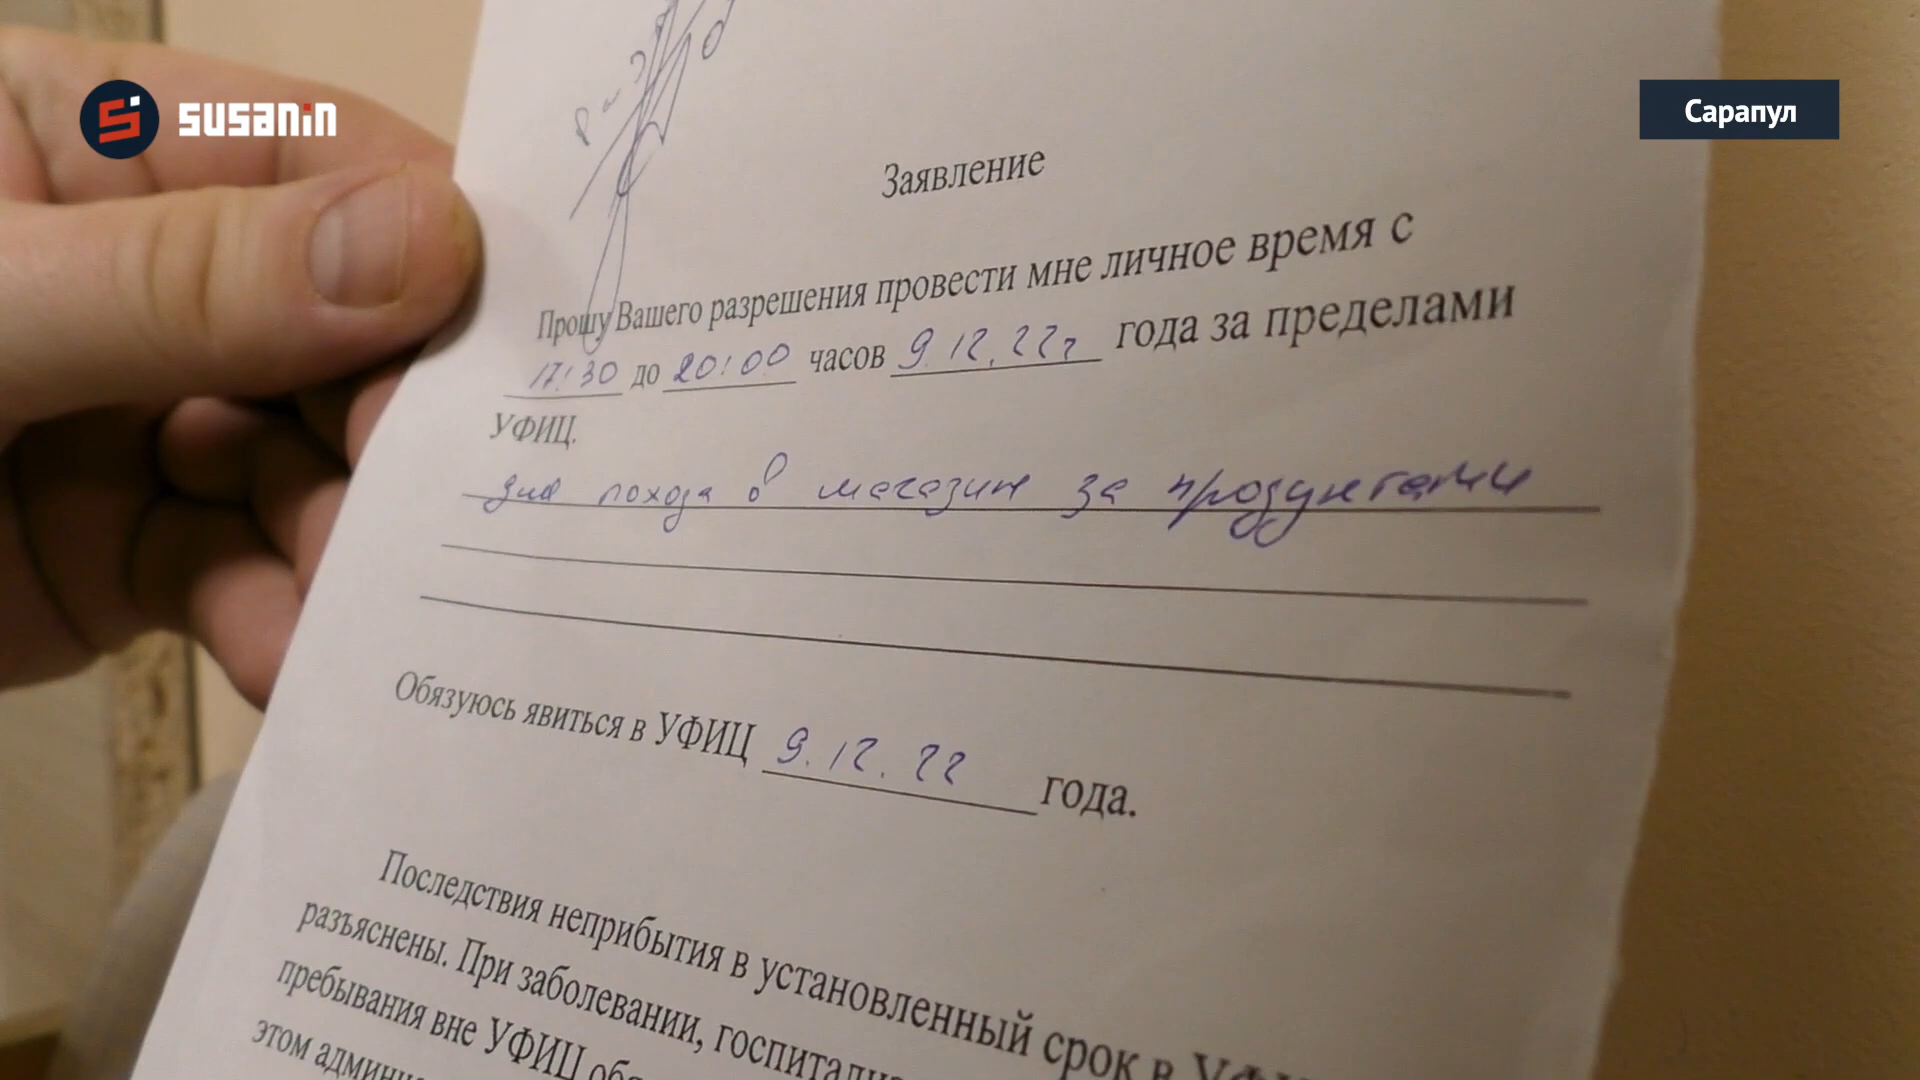 susanin
Сарапул
Заявление
Прошу Вашего разрешения провести мне личное время с
17:30 до 20:00 часов 9.12.22г года за пределами
УФИЦ.
для похода в магазин за продуктами
Обязуюсь явиться в УФИЦ 9.12.22 года.
Последствия неприбытия в установленный срок в
разъяснены. При заболевании,
пребывания вне УФИЦ
этом